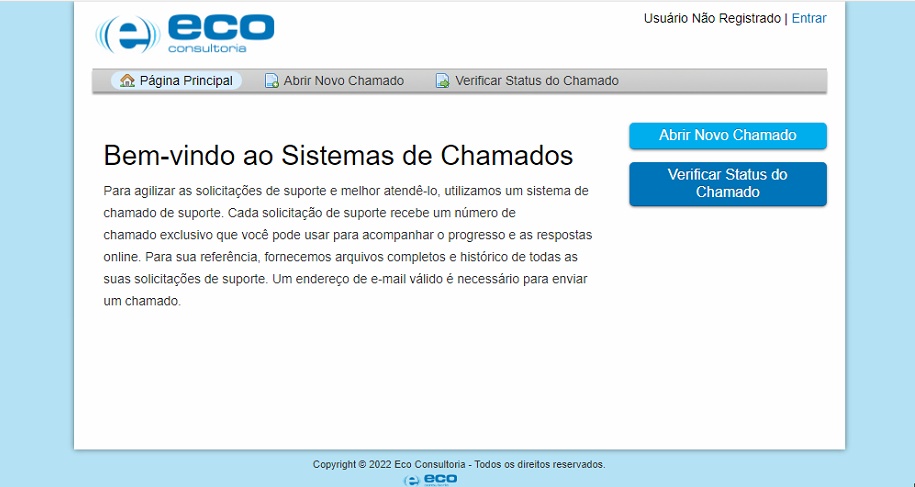 eco
consultoria
Usuário Não Registrado | Entrar
Página Principal Abrir Novo Chamado Verificar Status do Chamado
Bem-vindo ao Sistemas de Chamados
Para agilizar as solicitações de suporte e melhor atendê-lo, utilizamos um sistema de
chamado de suporte. Cada solicitação de suporte recebe um número de
chamado exclusivo que você pode usar para acompanhar o progresso e as respostas
online. Para sua referência, fornecemos arquivos completos e histórico de todas as
suas solicitações de suporte. Um endereço de e-mail válido é necessário para enviar
um chamado.
Abrir Novo Chamado
Verificar Status do
Chamado
Copyright © 2022 Eco Consultoria - Todos os direitos reservados.
eco